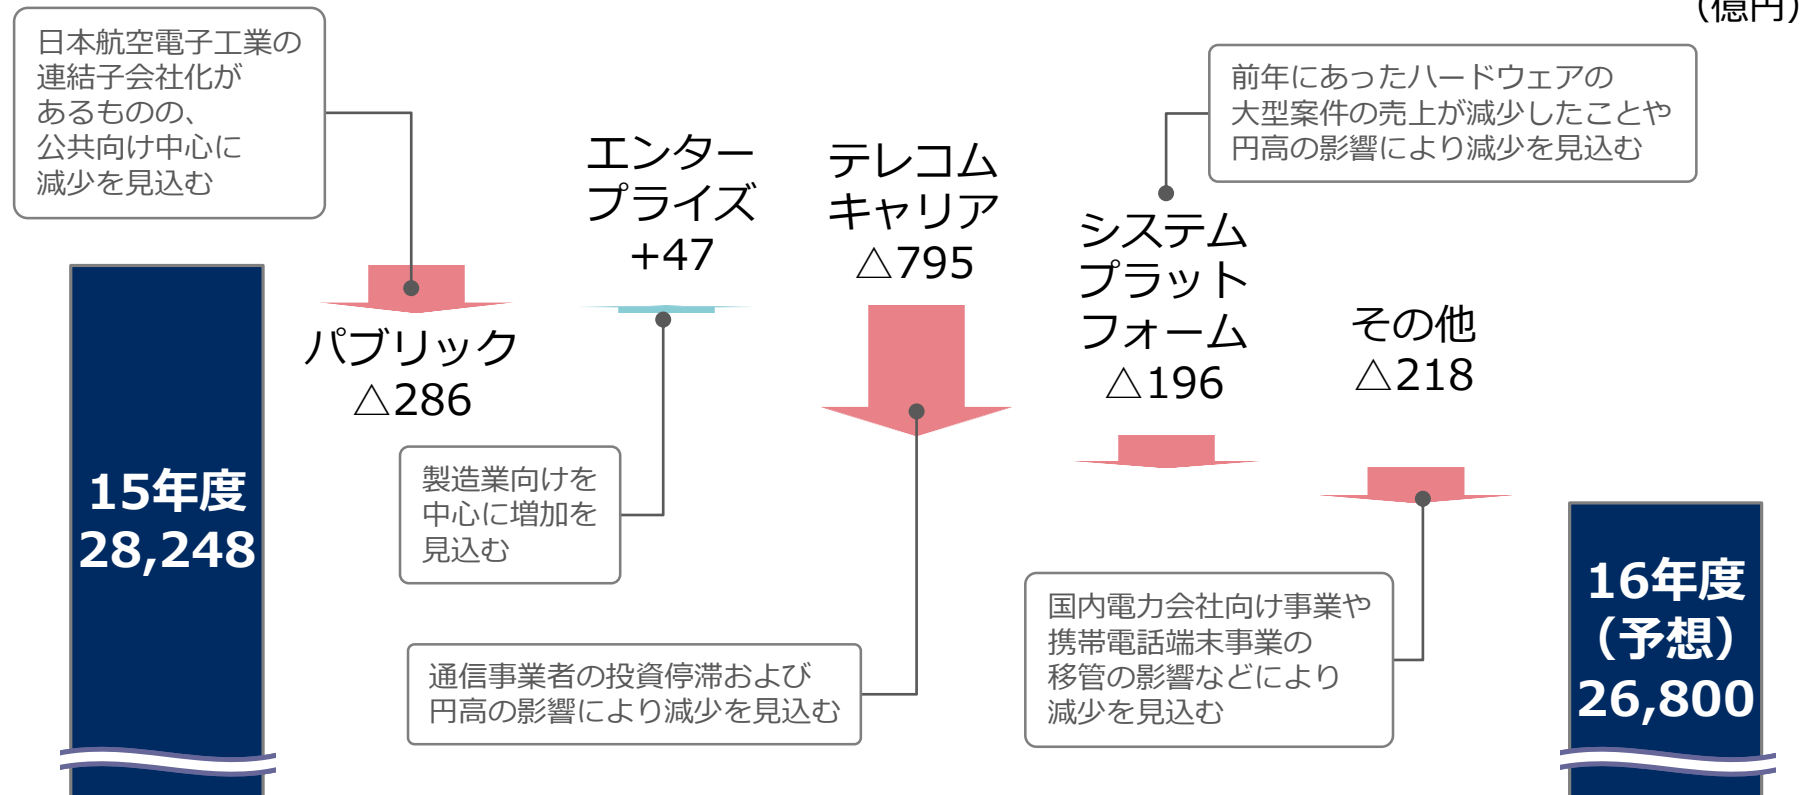 (億円)
日本航空電子工業の
連結子会社化が
あるものの、
公共向け中心に
減少を見込む
前年にあったハードウェアの
大型案件の売上が減少したことや
円高の影響により減少を見込む
エンター
プライズ
+47
テレコム
キャリア
△795
システム
プラット
フォーム
△196
その他
△218
パブリック
△286
15年度
28,248
製造業向けを
中心に増加を
見込む
通信事業者の投資停滞および
円高の影響により減少を見込む
国内電力会社向け事業や
携帯電話端末事業の
移管の影響などにより
減少を見込む
16年度
(予想)
26,800